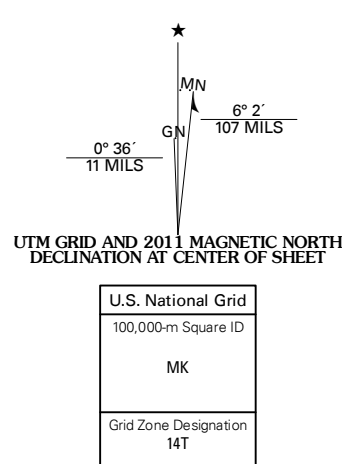 ★
MN
GN
6° 2´
107 MILS
0° 36´
11 MILS
UTM GRID AND 2011 MAGNETIC NORTH
DECLINATION AT CENTER OF SHEET
U.S. National Grid
100,000-m Square ID
MK
Grid Zone Designation
14T